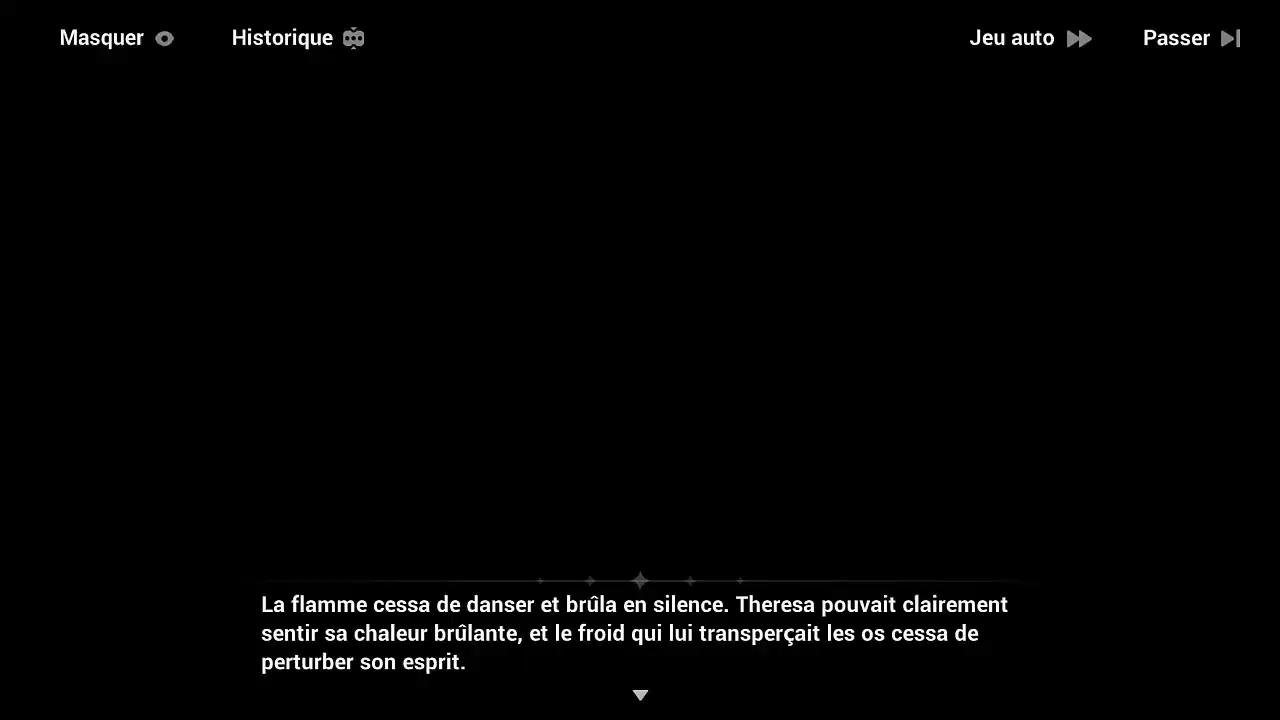 Masquer
Historique
Jeu auto
Passer
La flamme cessa de danser et brûla en silence. Theresa pouvait clairement
sentir sa chaleur brûlante, et le froid qui lui transperçait les os cessa de
perturber son esprit.